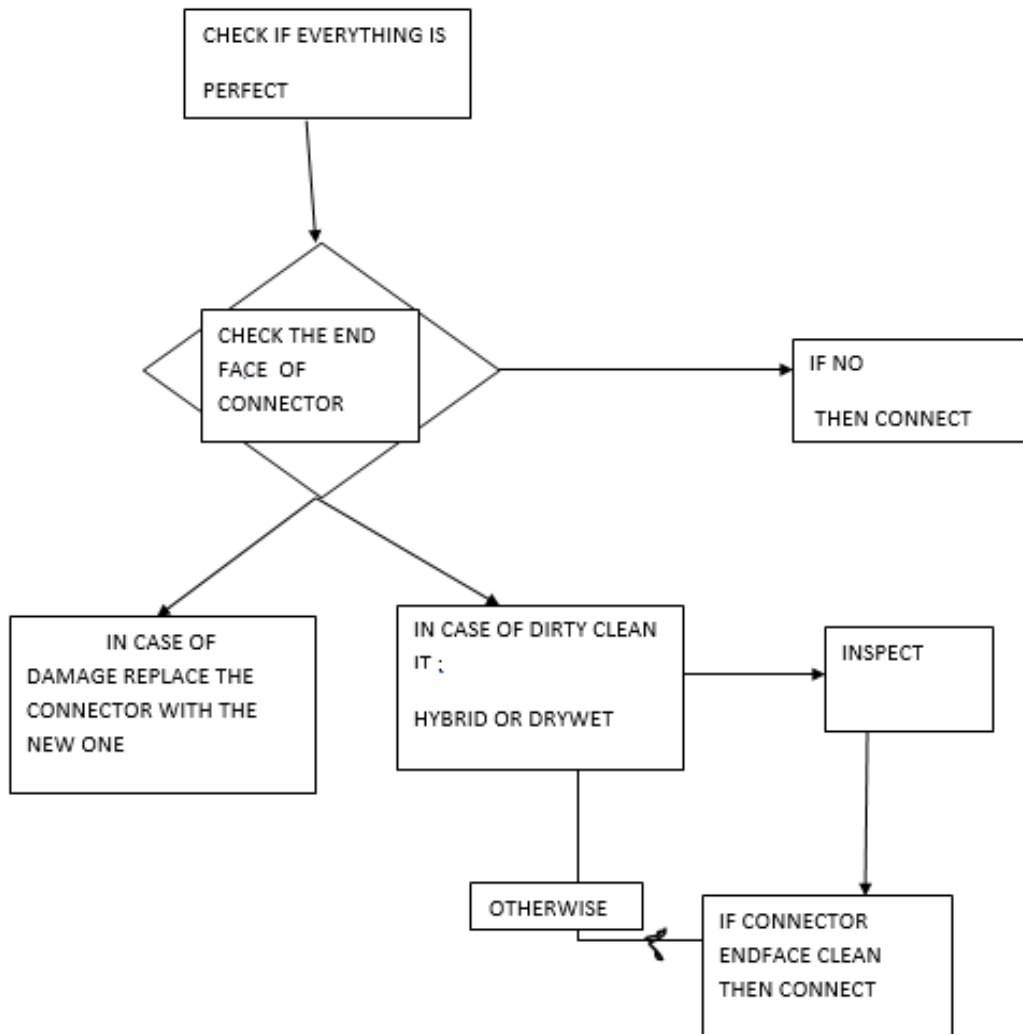 CHECK IF EVERYTHING IS
PERFECT
CHECK THE END
FACE OF
CONNECTOR
IF NO
THEN CONNECT
IN CASE OF
DAMAGE REPLACE THE
CONNECTOR WITH THE
NEW ONE
IN CASE OF DIRTY CLEAN
IT ;
HYBRID OR DRYWET
INSPECT
OTHERWISE
IF CONNECTOR
ENDFACE CLEAN
THEN CONNECT